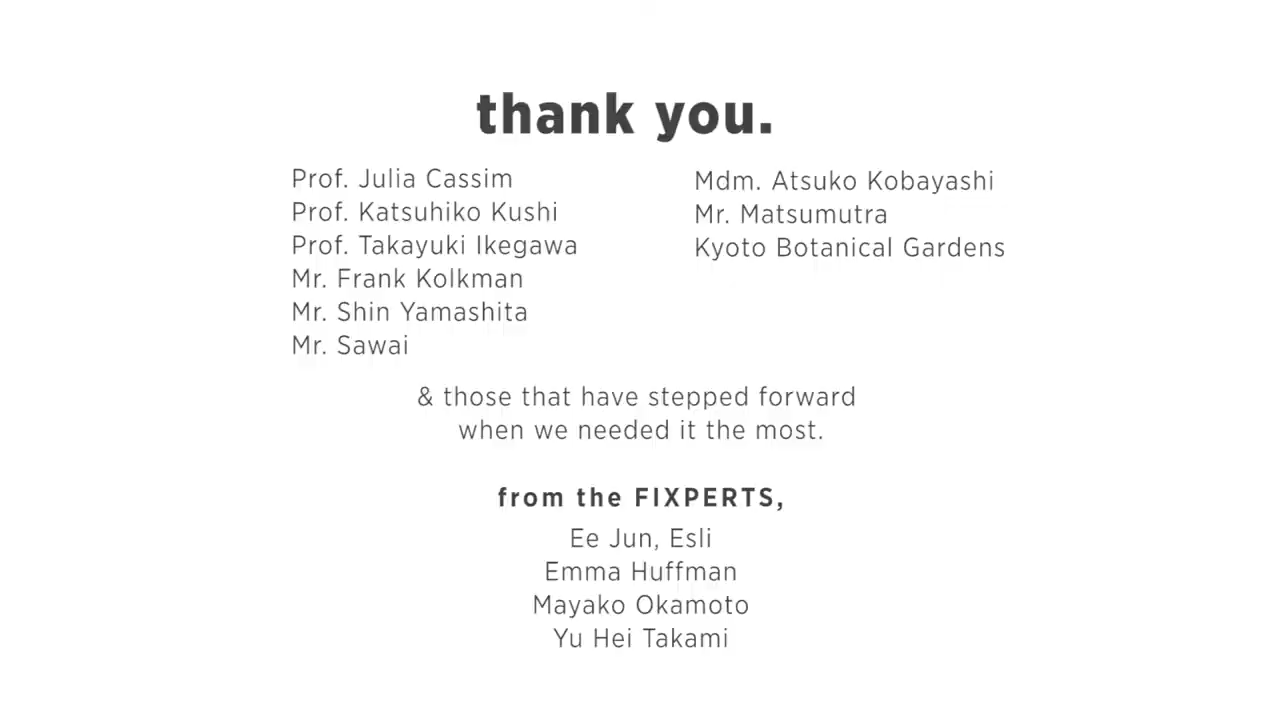 thank you.
Prof. Julia Cassim
Prof. Katsuhiko Kushi
Prof. Takayuki Ikegawa
Mr. Frank Kolkman
Mr. Shin Yamashita
Mr. Sawai
Mdm. Atsuko Kobayashi
Mr. Matsumutra
Kyoto Botanical Gardens
& those that have stepped forward
when we needed it the most.
from the FIXPERTS,
Ee Jun, Esli
Emma Huffman
Mayako Okamoto
Yu Hei Takami